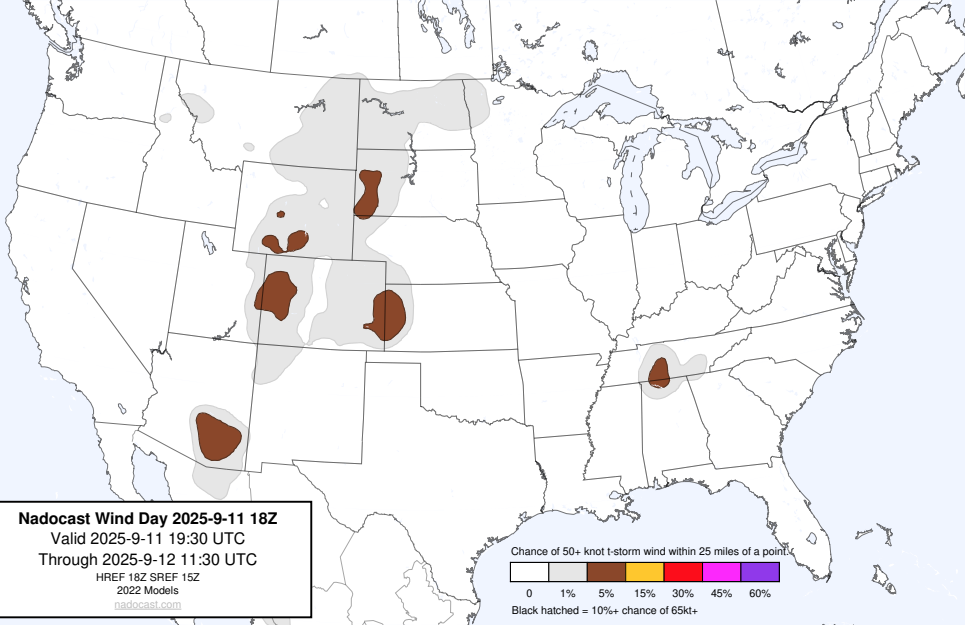 Nadocast Wind Day 2025-9-11 18Z
Valid 2025-9-11 19:30 UTC
Through 2025-9-12 11:30 UTC
HREF 18Z SREF 15Z
2022 Models
nadocast.com
Chance of 50+ knot t-storm wind within 25 miles of a point.
0 1% 5% 15% 30% 45% 60%
Black hatched = 10%+ chance of 65kt+